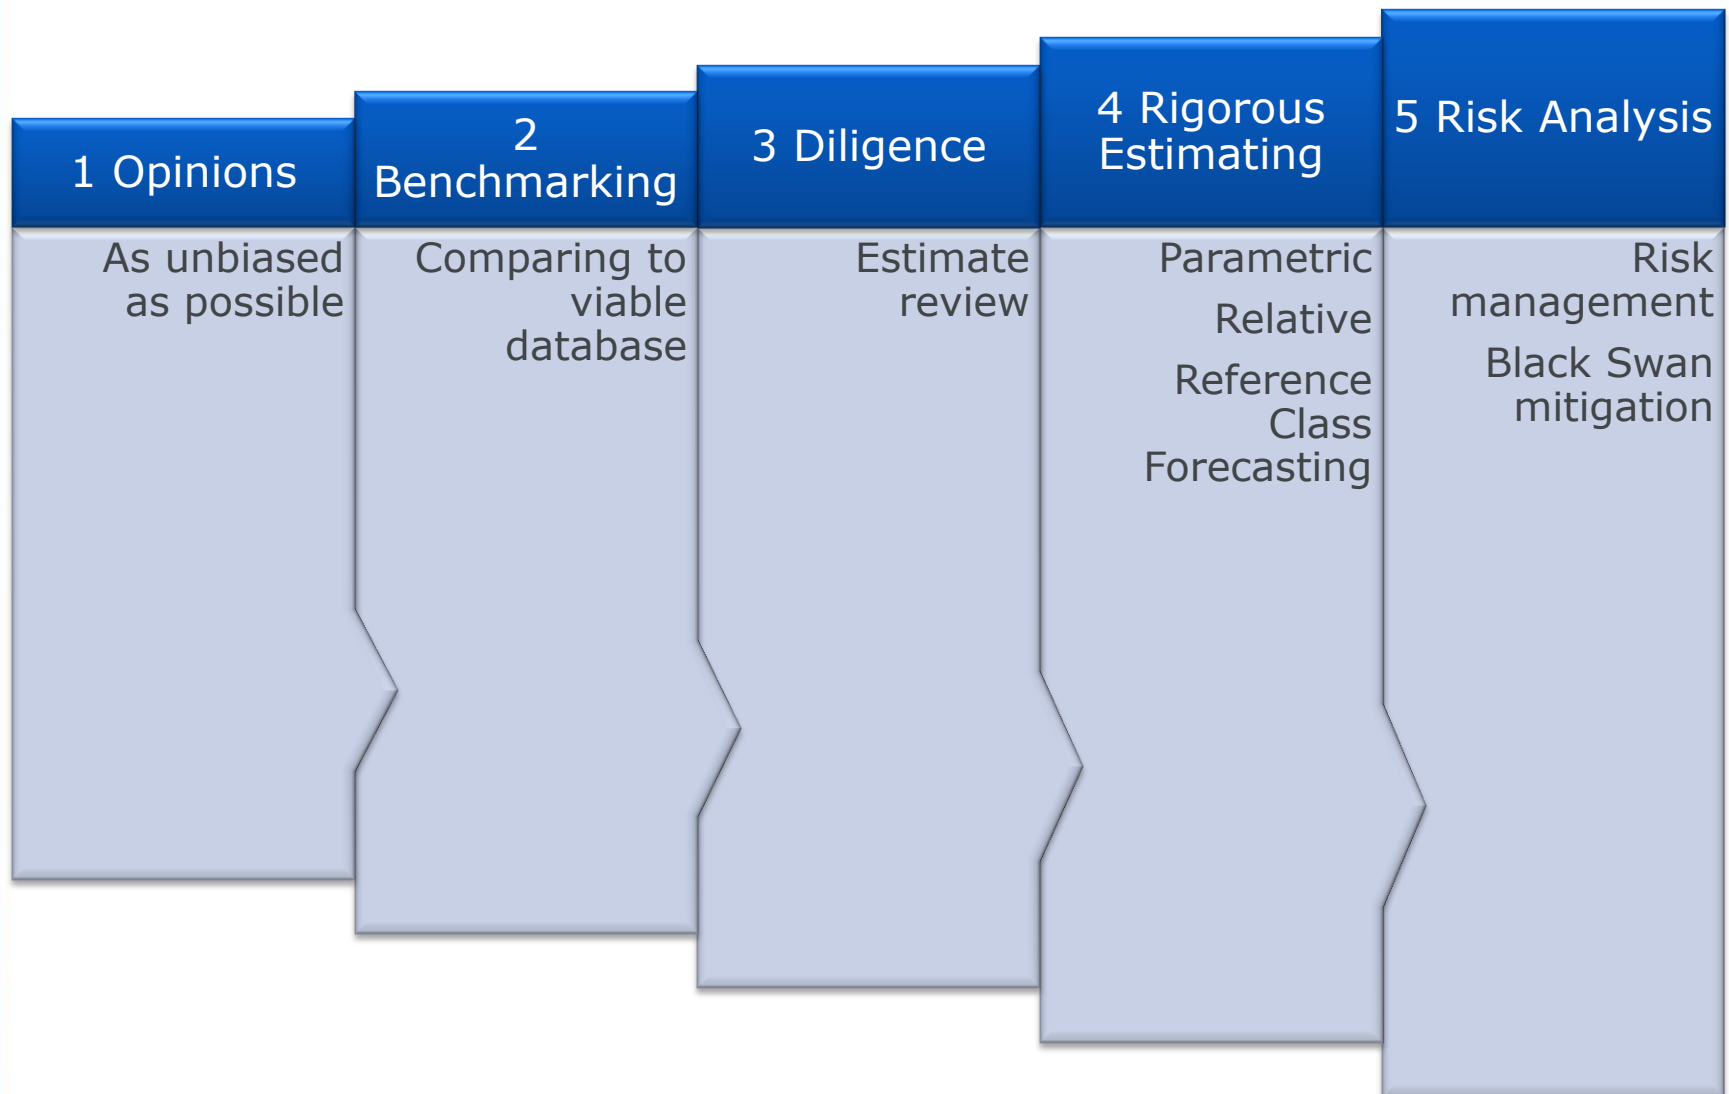 1 Opinions
As unbiased
as possible
2
Benchmarking
Comparing to
viable
database
3 Diligence
Estimate
review
4 Rigorous
Estimating
Parametric
Relative
Reference
Class
Forecasting
5 Risk Analysis
Risk
management
Black Swan
mitigation